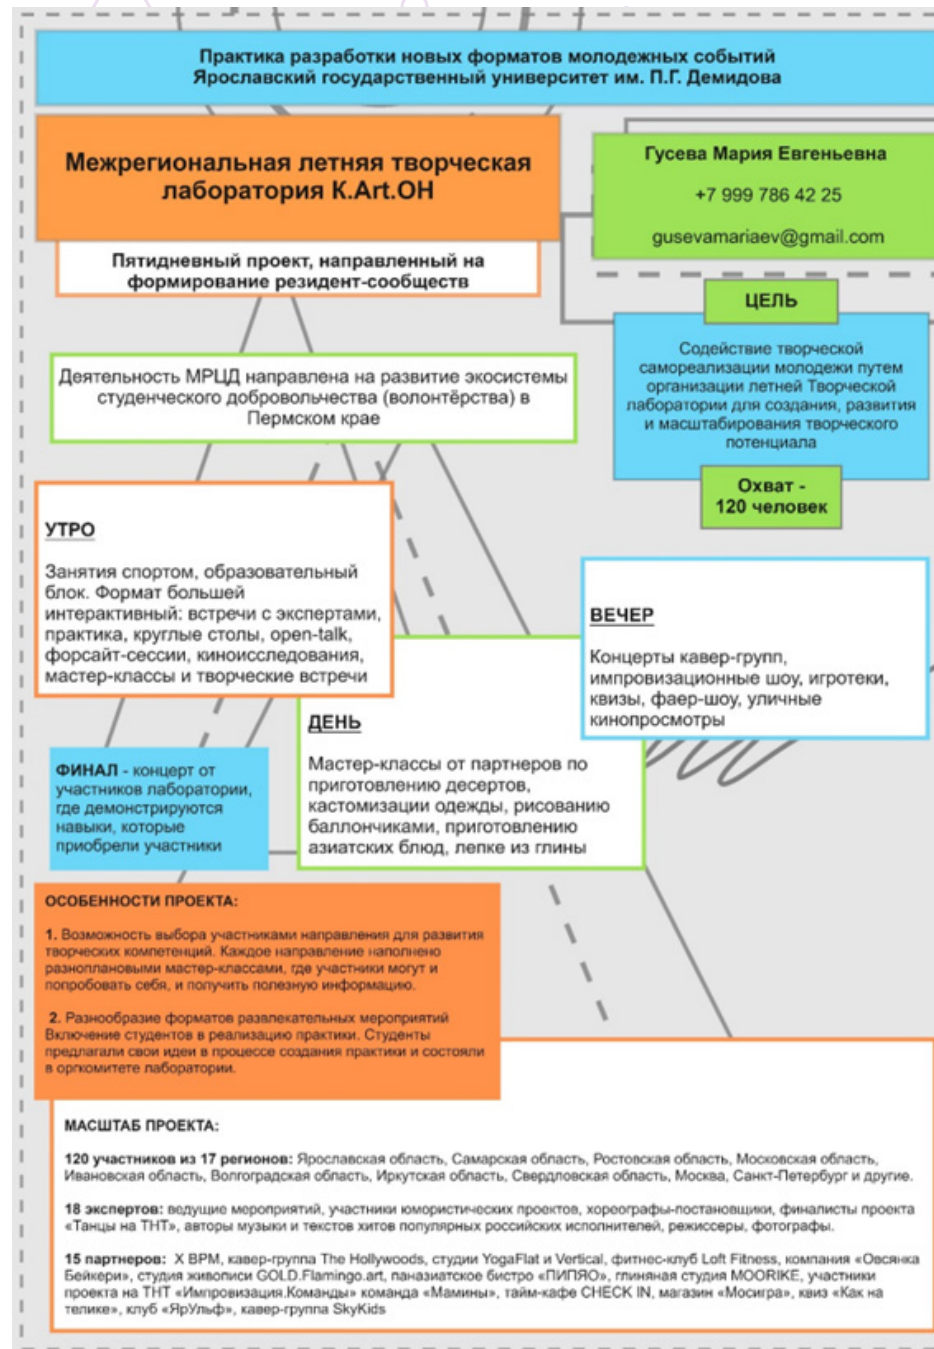 Практика разработки новых форматов молодежных событий
Ярославский государственный университет им. П.Г. Демидова
Межрегиональная летняя творческая
лаборатория К.Art.ОН
Гусева Мария Евгеньевна
+7 999 786 42 25
gusevamariaev@gmail.com
Пятидневный проект, направленный на
формирование резидент-сообществ
ЦЕЛЬ
Содействие творческой
самореализации молодежи путем
организации летней Творческой
лаборатории для создания, развития
и масштабирования творческого
потенциала
Деятельность МРЦД направлена на развитие экосистемы
студенческого добровольчества (волонтёрства) в
Пермском крае
Охват -
120 человек
УТРО
Занятия спортом, образовательный
блок. Формат большей
интерактивный: встречи с экспертами,
практика, круглые столы, open-talk,
форсайт-сессии, киноисследования,
мастер-классы и творческие встречи
ВЕЧЕР
Концерты кавер-групп,
импровизационные шоу, игротеки,
квизы, фаер-шоу, уличные
кинопросмотры
ДЕНЬ
Мастер-классы от партнеров по
приготовлению десертов,
кастомизации одежды, рисованию
баллончиками, приготовлению
азиатских блюд, лепке из глины
ФИНАЛ - концерт от
участников лаборатории,
где демонстрируются
навыки, которые
приобрели участники
ОСОБЕННОСТИ ПРОЕКТА:
1. Возможность выбора участниками направления для развития
творческих компетенций. Каждое направление наполнено
разноплановыми мастер-классами, где участники могут и
попробовать себя, и получить полезную информацию.
2. Разнообразие форматов развлекательных мероприятий
Включение студентов в реализацию практики. Студенты
предлагали свои идеи в процессе создания практики и состояли
в оргкомитете лаборатории.
МАСШТАБ ПРОЕКТА:
120 участников из 17 регионов: Ярославская область, Самарская область, Ростовская область, Московская область,
Ивановская область, Волгоградская область, Иркутская область, Свердловская область, Москва, Санкт-Петербург и другие.
18 экспертов: ведущие мероприятий, участники юмористических проектов, хореографы-постановщики, финалисты проекта
«Танцы на ТНТ», авторы музыки и текстов хитов популярных российских исполнителей, режиссеры, фотографы.
15 партнеров: X BPM, кавер-группа The Hollywoods, студии YogaFlat и Vertical, фитнес-клуб Loft Fitness, компания «Овсянка
Бейкери», студия живописи GOLD.Flamingo.art, паназиатское бистро «ПИПЯО», глиняная студия MOORIKE, участники
проекта на ТНТ «Импровизация.Команды» команда «Мамины», тайм-кафе CHECK IN, магазин «Мосигра», квиз «Как на
телике», клуб «ЯрУльф», кавер-группа SkyKids